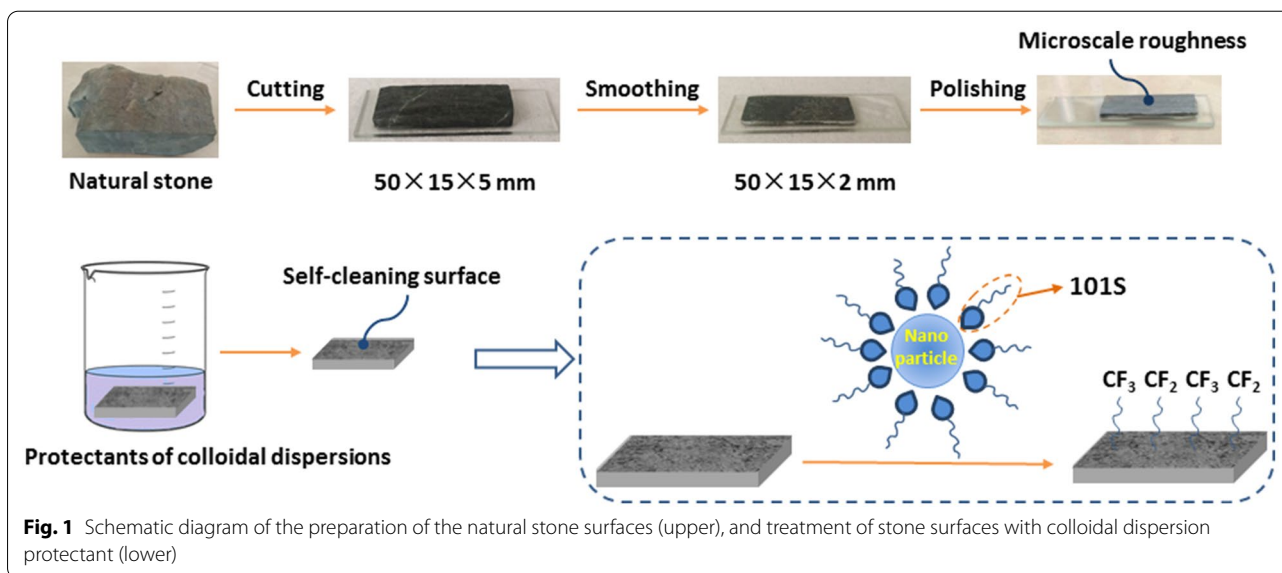 Microscale roughness
Cutting
Smoothing
Polishing
Natural stone
50×15×5 mm
50×15×2 mm
Self-cleaning surface
101S
Nano
particle
CF₃ CF₂ CF₃ CF₂
Protectants of colloidal dispersions
Fig. 1 Schematic diagram of the preparation of the natural stone surfaces (upper), and treatment of stone surfaces with colloidal dispersion
protectant (lower)